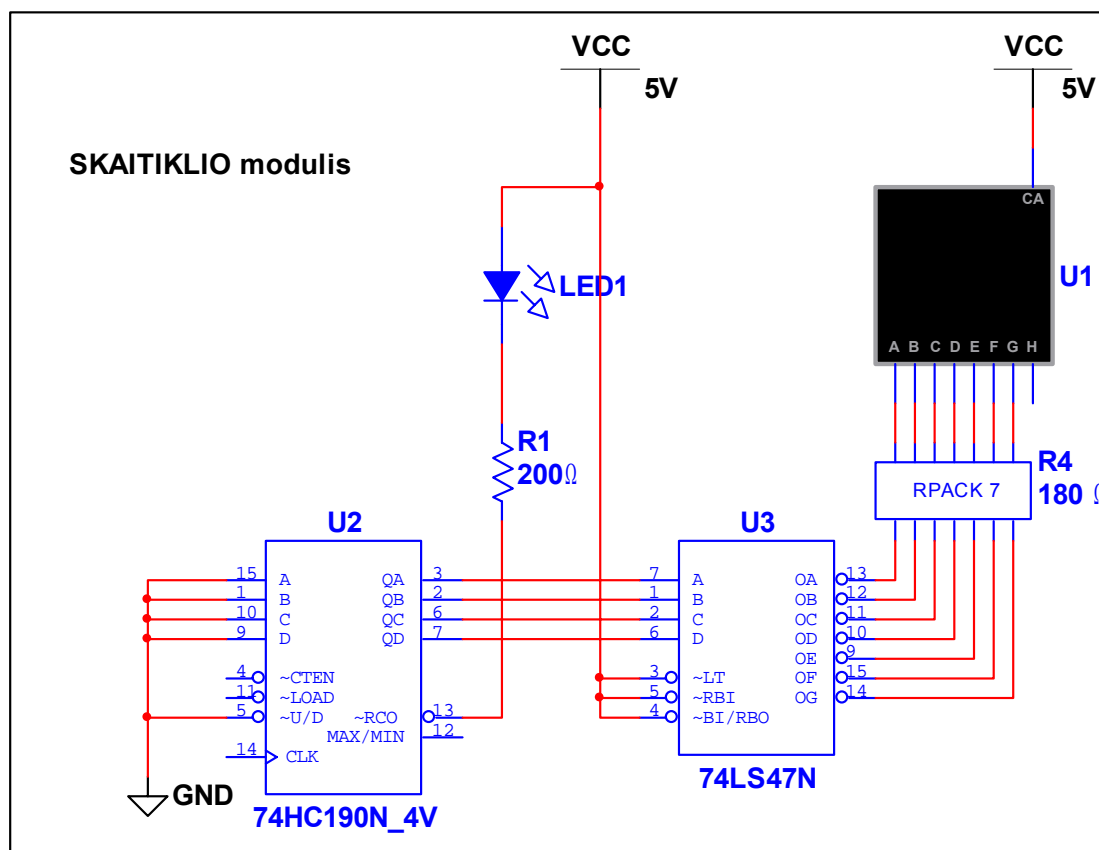 VCC
5V
VCC
5V
SKAITIKLIO modulis
CA
U1
LED1
A B C D E F G H
R1
200Ω
R4
180 Ω
RPACK 7
U2
U3
15 A QA 3
1 B QB 2
10 C QC 6
9 D QD 7
4 ~CTEN
11 ~LOAD
5 ~U/D ~RCO 13
MAX/MIN 12
14 CLK
7 A OA 13
1 B OB 12
2 C OC 11
6 D OD 10
OE 9
3 ~LT OF 15
5 ~RBI OG 14
4 ~BI/RBO
GND
74HC190N_4V
74LS47N